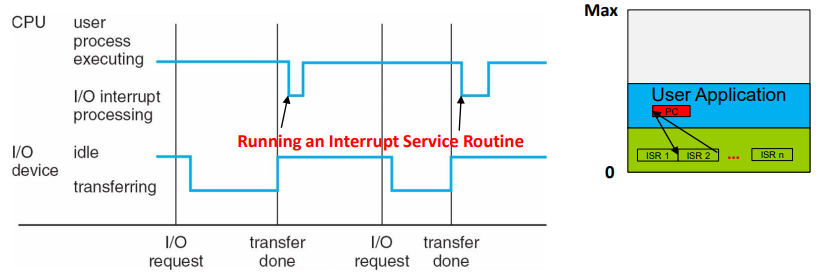 CPU
user
process
executing
I/O interrupt
processing
Running an Interrupt Service Routine
I/O
device
idle
transferring
I/O
request
transfer
done
I/O
request
transfer
done
Max
User Application
PC
ISR 1
ISR 2
...
ISR n
0